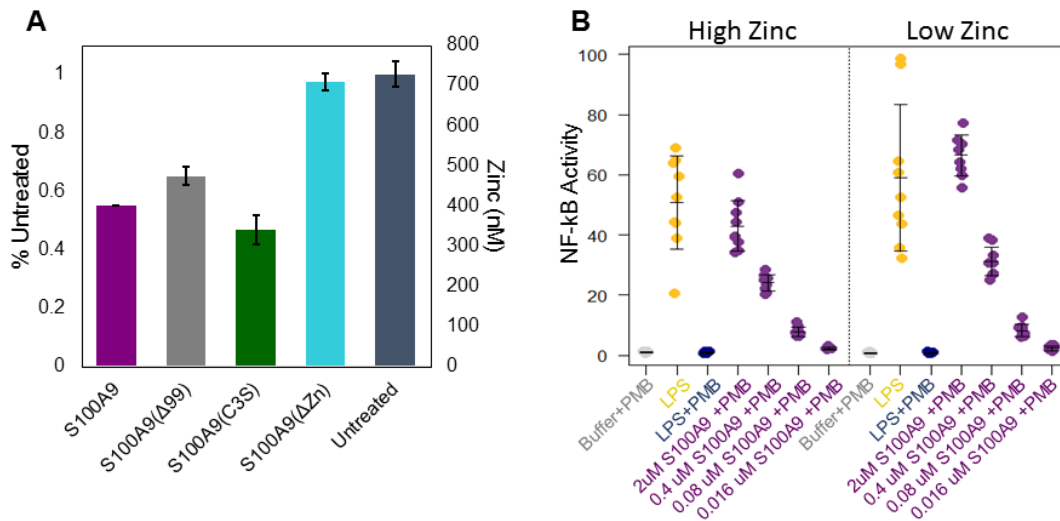 A
% Untreated
1
0.8
0.6
0.4
0.2
0
800
700
600
500
400
300
200
100
0
Zinc (nM)
S100A9
S100A9(Δ99)
S100A9(C3S)
S100A9(ΔZn)
Untreated
B
High Zinc
Low Zinc
NF-kB Activity
100
80
60
40
20
0
Buffer+PMB
LPS
LPS+PMB
2uM S100A9 +PMB
0.4 uM S100A9 +PMB
0.08 uM S100A9 +PMB
0.016 uM S100A9 +PMB
Buffer+PMB
LPS
LPS+PMB
2uM S100A9 +PMB
0.4 uM S100A9 +PMB
0.08 uM S100A9 +PMB
0.016 uM S100A9 +PMB